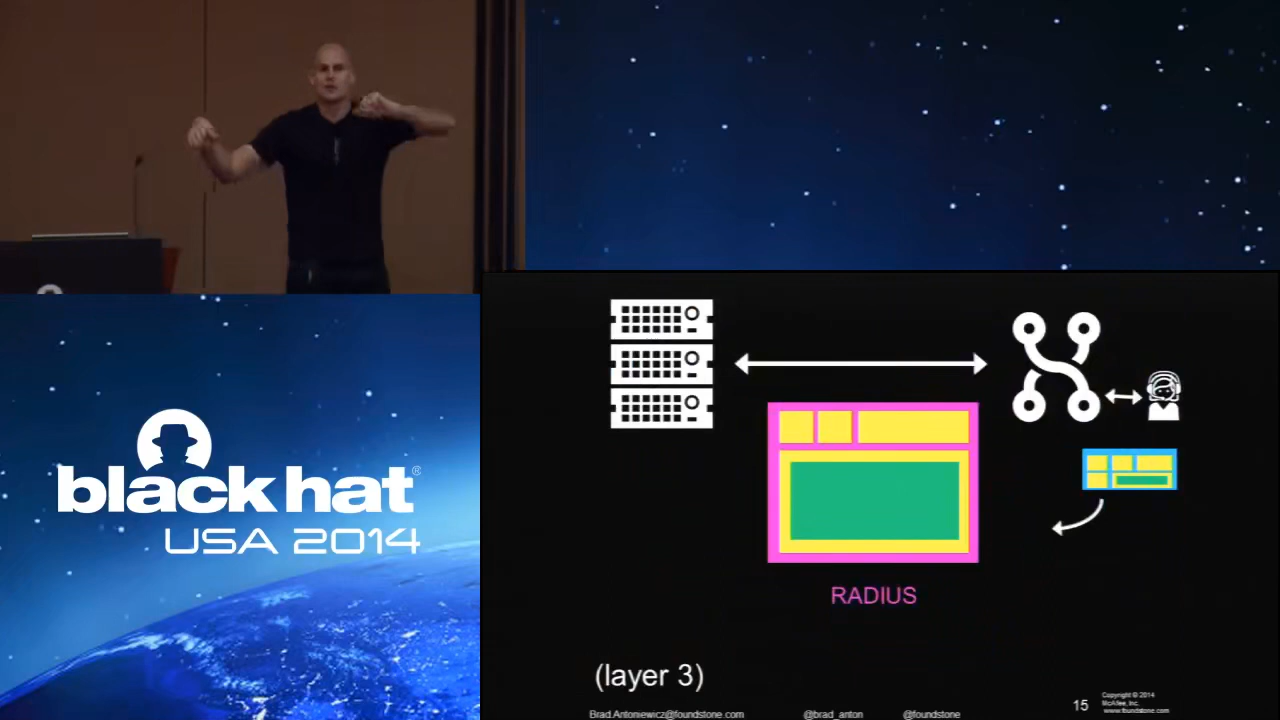 black hat®
USA 2014
RADIUS
(layer 3)
Brad.Antoniewicz@foundstone.com
@brad_anton
@foundstone
15
Copyright © 2014
McAfee, Inc.
www.foundstone.com